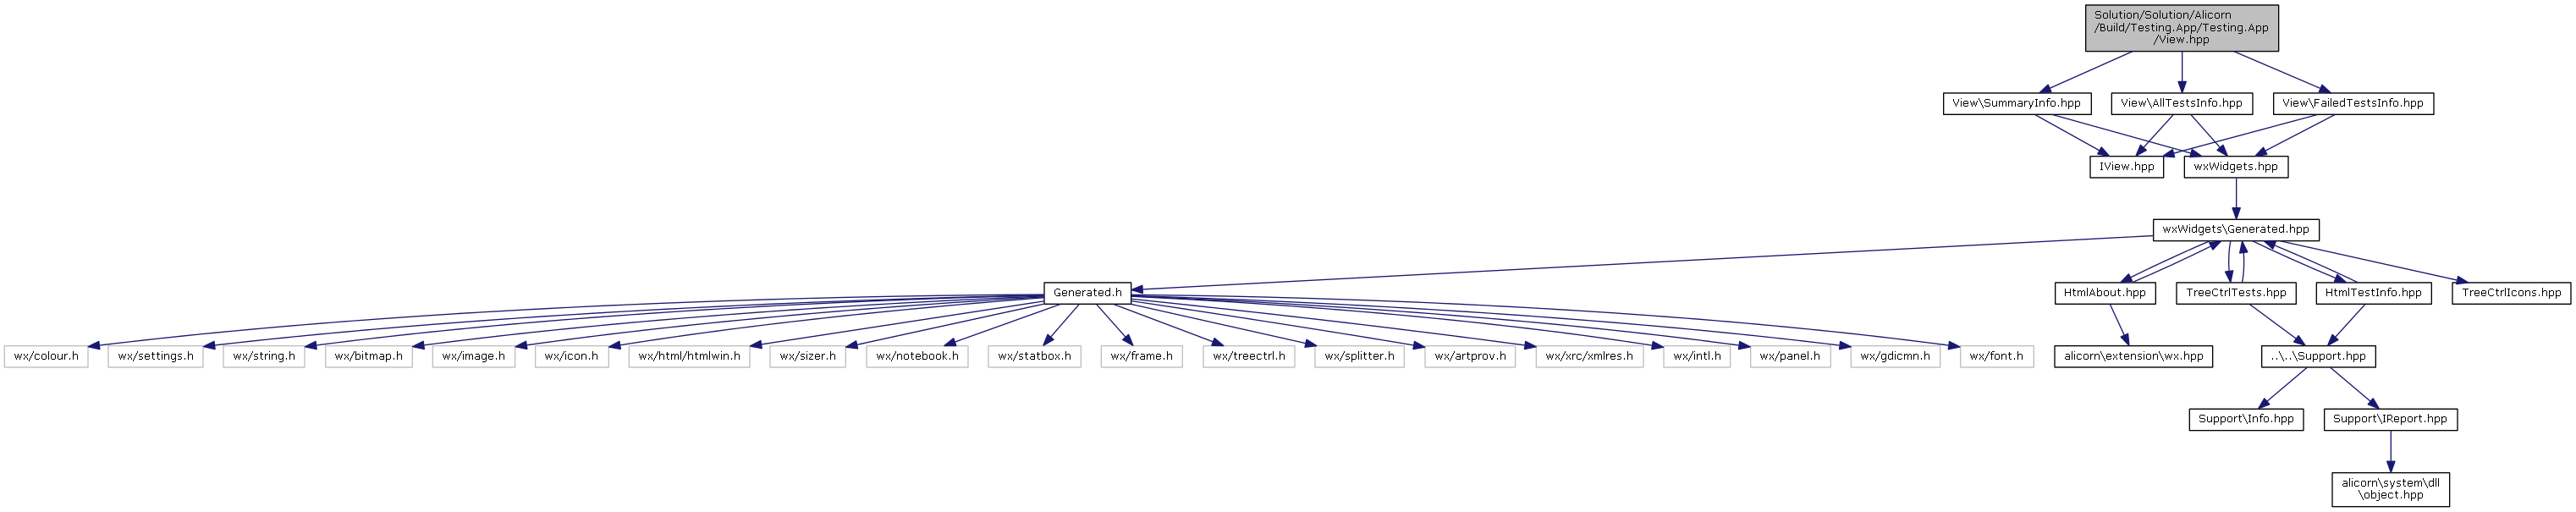 Solution/Solution/Alicorn
/Build/Testing.App/Testing.App
/View.hpp
View\SummaryInfo.hpp
View\AllTestsInfo.hpp
View\FailedTestsInfo.hpp
IView.hpp
wxWidgets.hpp
wxWidgets\Generated.hpp
Generated.h
HtmlAbout.hpp
TreeCtrlTests.hpp
HtmlTestInfo.hpp
TreeCtrlIcons.hpp
wx/colour.h
wx/settings.h
wx/string.h
wx/bitmap.h
wx/image.h
wx/icon.h
wx/html/htmlwin.h
wx/sizer.h
wx/notebook.h
wx/statbox.h
wx/frame.h
wx/treectrl.h
wx/splitter.h
wx/artprov.h
wx/xrc/xmlres.h
wx/intl.h
wx/panel.h
wx/gdicmn.h
wx/font.h
alicorn\extension\wx.hpp
..\..\Support.hpp
Support\Info.hpp
Support\IReport.hpp
alicorn\system\dll
\object.hpp